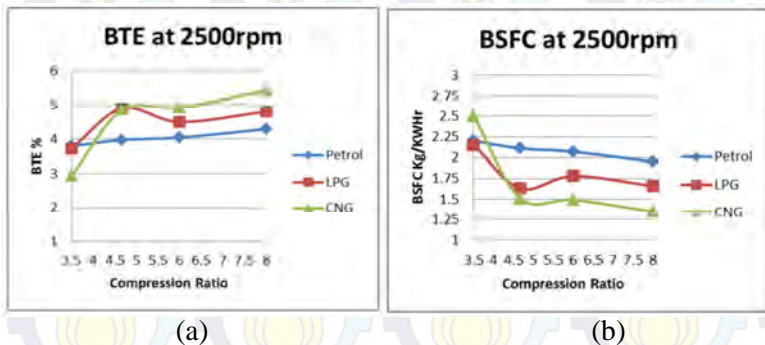 BTE at 2500rpm
6
5
4
3
2
1
BTE %
3.5 4 4.5 5 5.5 6 6.5 7 7.5 8
Compression Ratio
Petrol
LPG
CNG
(a)
BSFC at 2500rpm
3
2.75
2.5
2.25
2
1.75
1.5
1.25
1
BSFC Kg/KWHr
3.5 4 4.5 5 5.5 6 6.5 7 7.5 8
Compression Ratio
Petrol
LPG
CNG
(b)